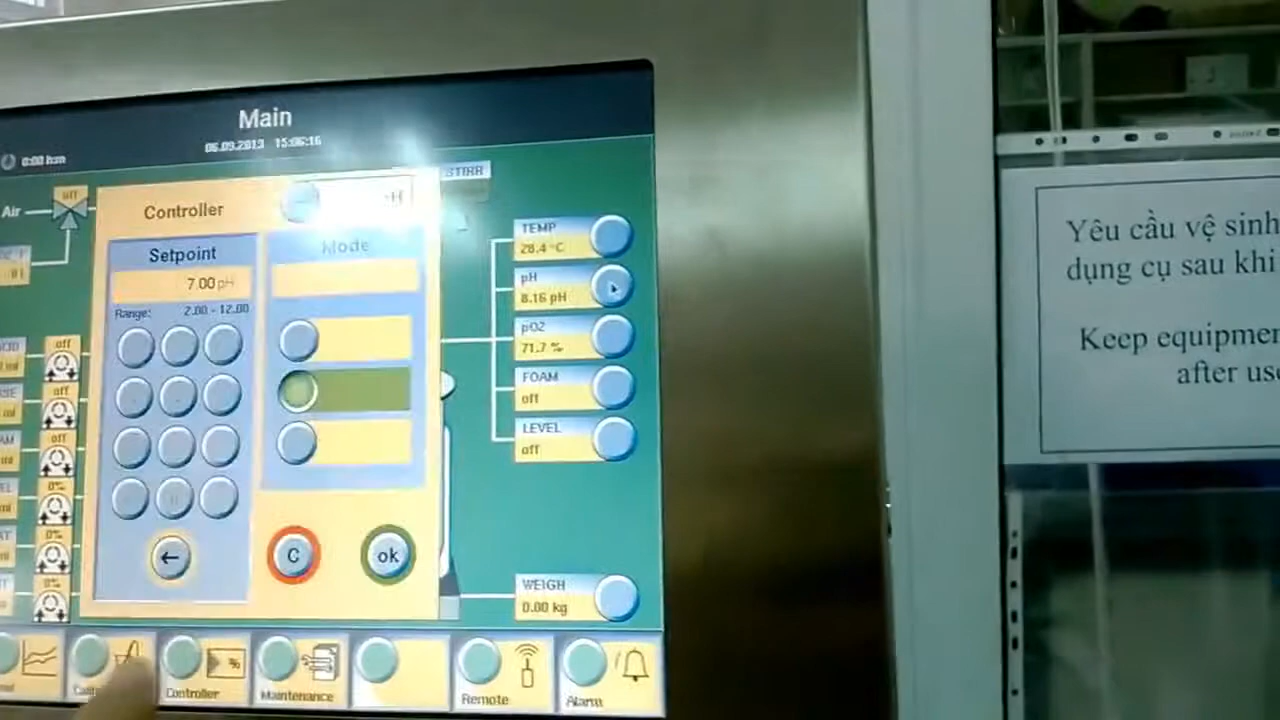 Main
06.09.2013 15:06:16
0:00 h:m
STIRR
Air
off
Controller
pH
Setpoint
Mode
7.00 pH
Range: 2.00 - 12.00
TEMP
28.4 °C
pH
8.16 pH
pO2
71.7 %
FOAM
off
LEVEL
off
off
off
off
0%
0%
0%
←
C
ok
WEIGH
0.00 kg
%
Controller
Maintenance
Remote
Alarm
Yêu cầu vệ sinh
dụng cụ sau khi
Keep equipmen
after use